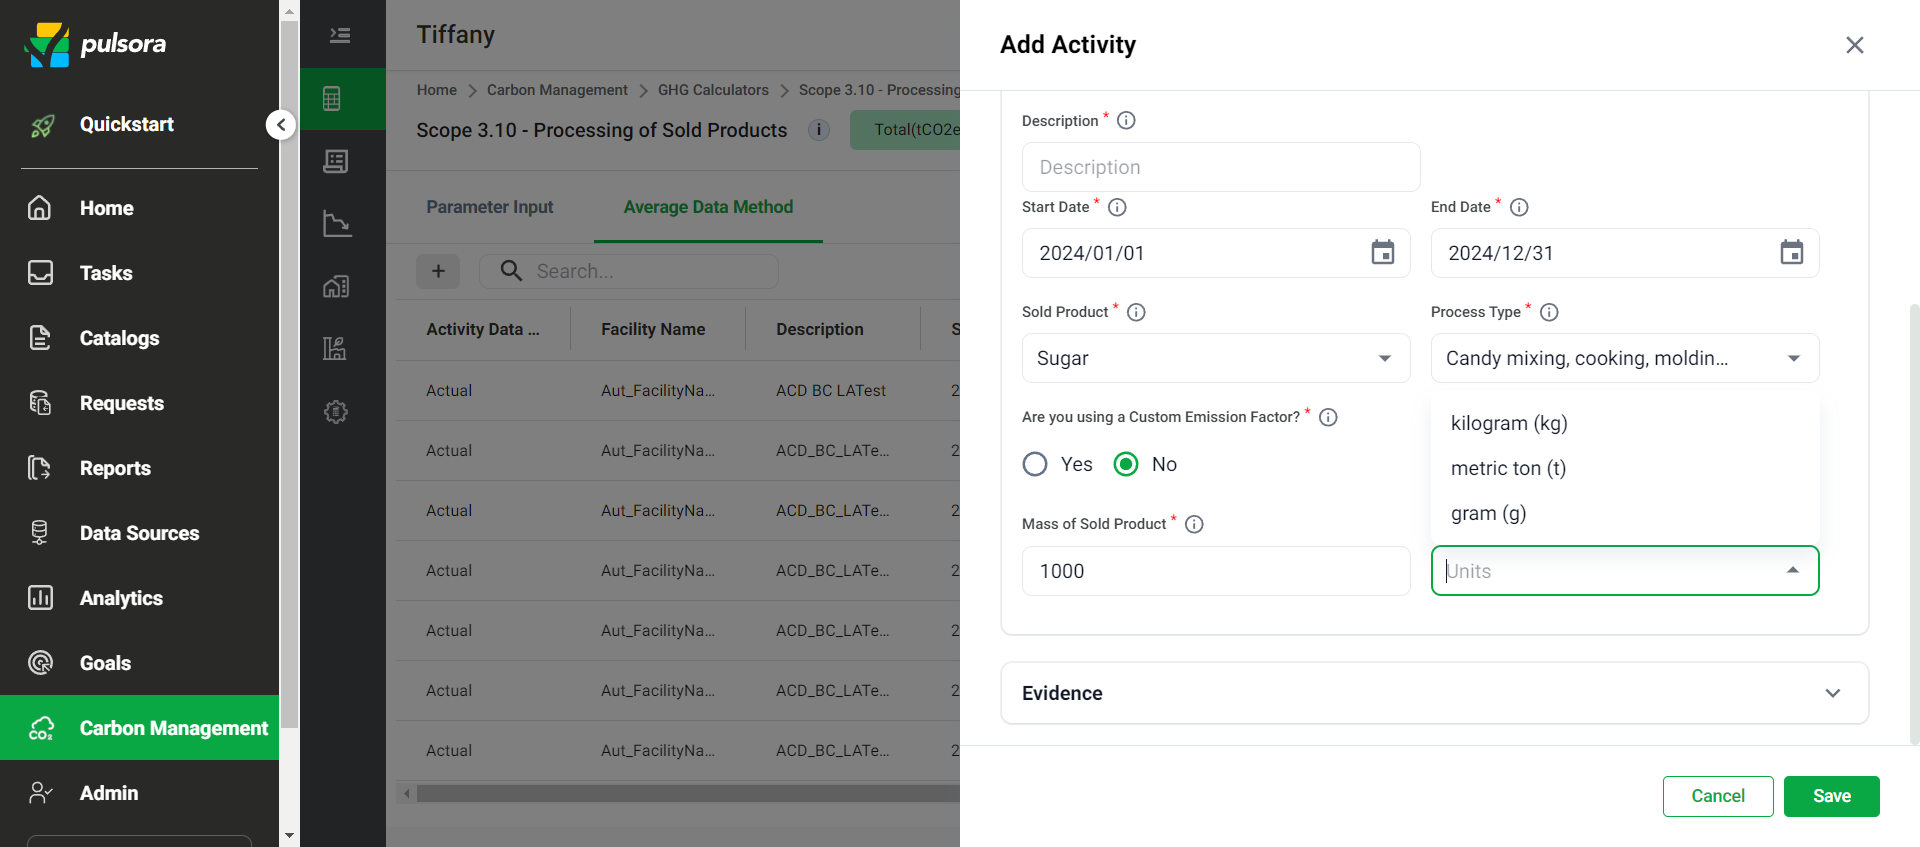 pulsora
Quickstart
Home
Tasks
Catalogs
Requests
Reports
Data Sources
Analytics
Goals
CO₂
Carbon Management
Admin
Tiffany
Home > Carbon Management > GHG Calculators > Scope 3.10 - Processing
Scope 3.10 - Processing of Sold Products i Total(tCO2e
Parameter Input Average Data Method
+ Search...
Activity Data ... Facility Name Description S
Actual Aut_FacilityNa... ACD BC LATest 2
Actual Aut_FacilityNa... ACD_BC_LATe... 2
Actual Aut_FacilityNa... ACD_BC_LATe... 2
Actual Aut_FacilityNa... ACD_BC_LATe... 2
Actual Aut_FacilityNa... ACD_BC_LATe... 2
Actual Aut_FacilityNa... ACD_BC_LATe... 2
Actual Aut_FacilityNa... ACD_BC_LATe... 2
Add Activity
Description *
Description
Start Date * End Date *
2024/01/01 2024/12/31
Sold Product * Process Type *
Sugar Candy mixing, cooking, moldin...
Are you using a Custom Emission Factor? *
Yes No
kilogram (kg)
metric ton (t)
gram (g)
Mass of Sold Product *
1000 Units
Evidence
Cancel Save